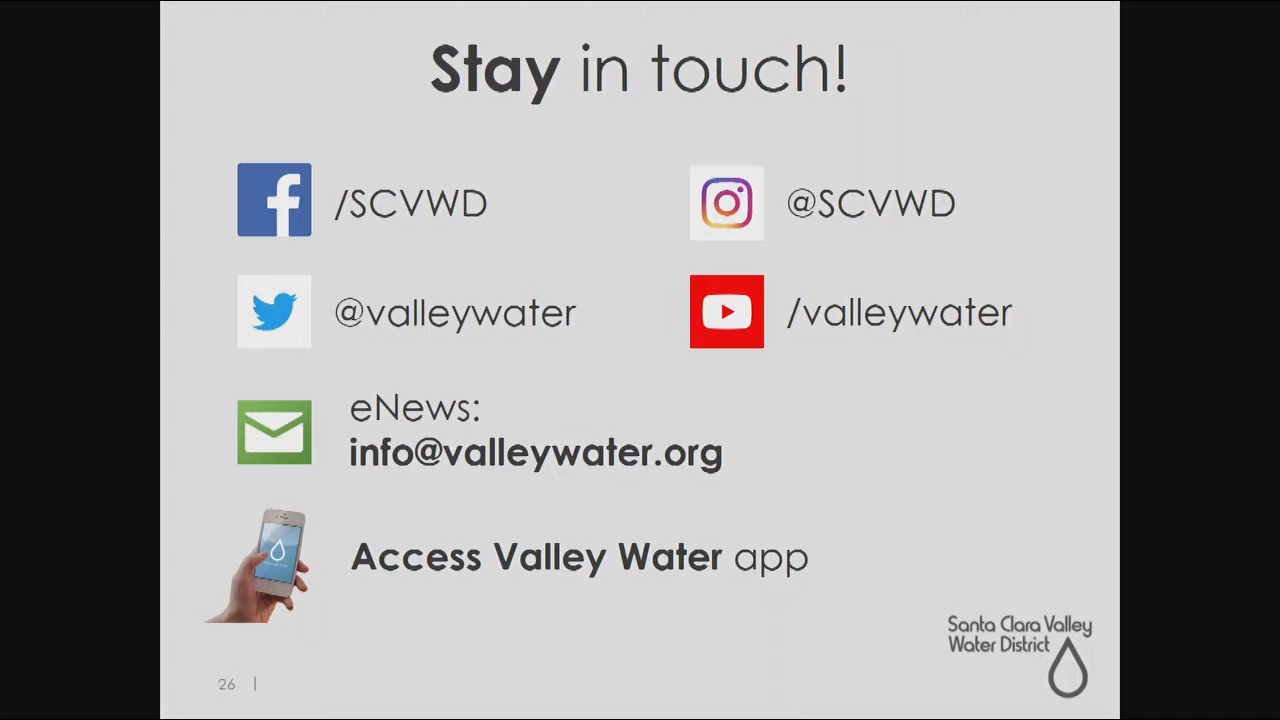 Stay in touch!
/SCVWD
@SCVWD
@valleywater
/valleywater
eNews:
info@valleywater.org
Access Valley Water app
Santa Clara Valley
Water District
26 |